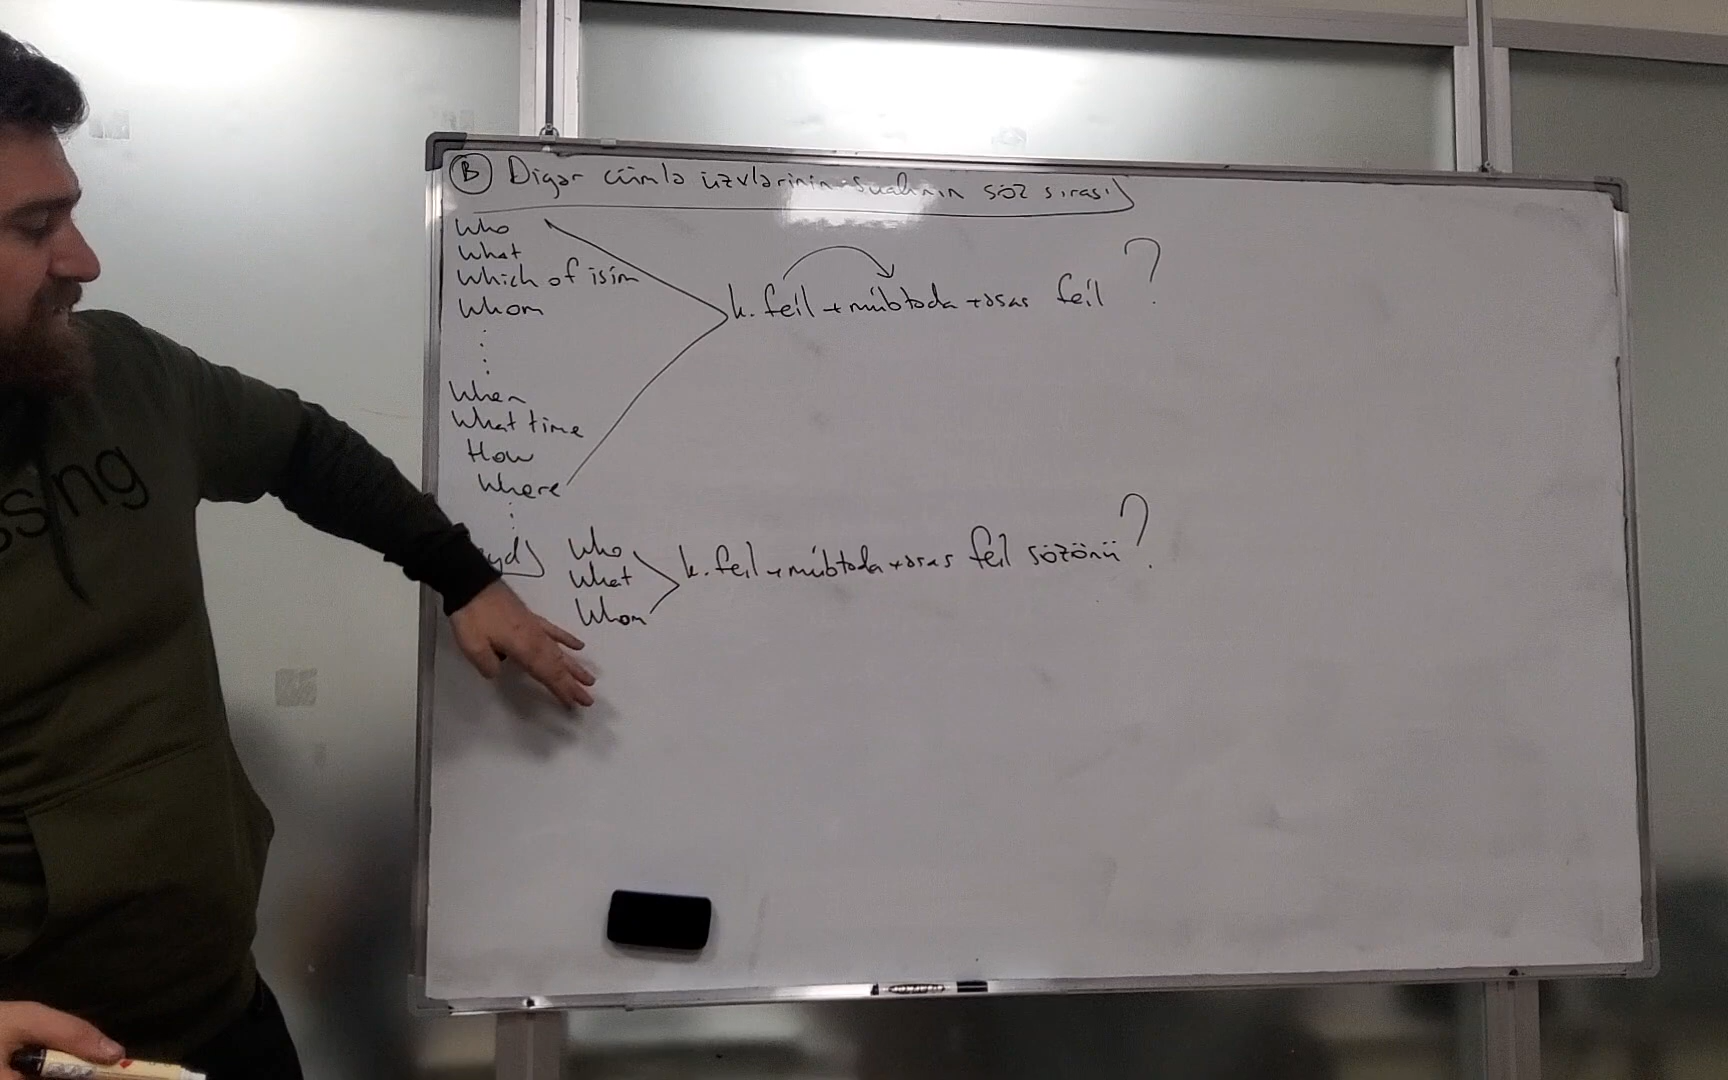 B Digər cümlə üzvlərinin sualının söz sırası
Who
What
Which of isim
Whom
k. feil + mübtəda + əsas feil ?
When
What time
How
Where
Who
What
Whom
k. feil + mübtəda + əsas feil sözönü ?